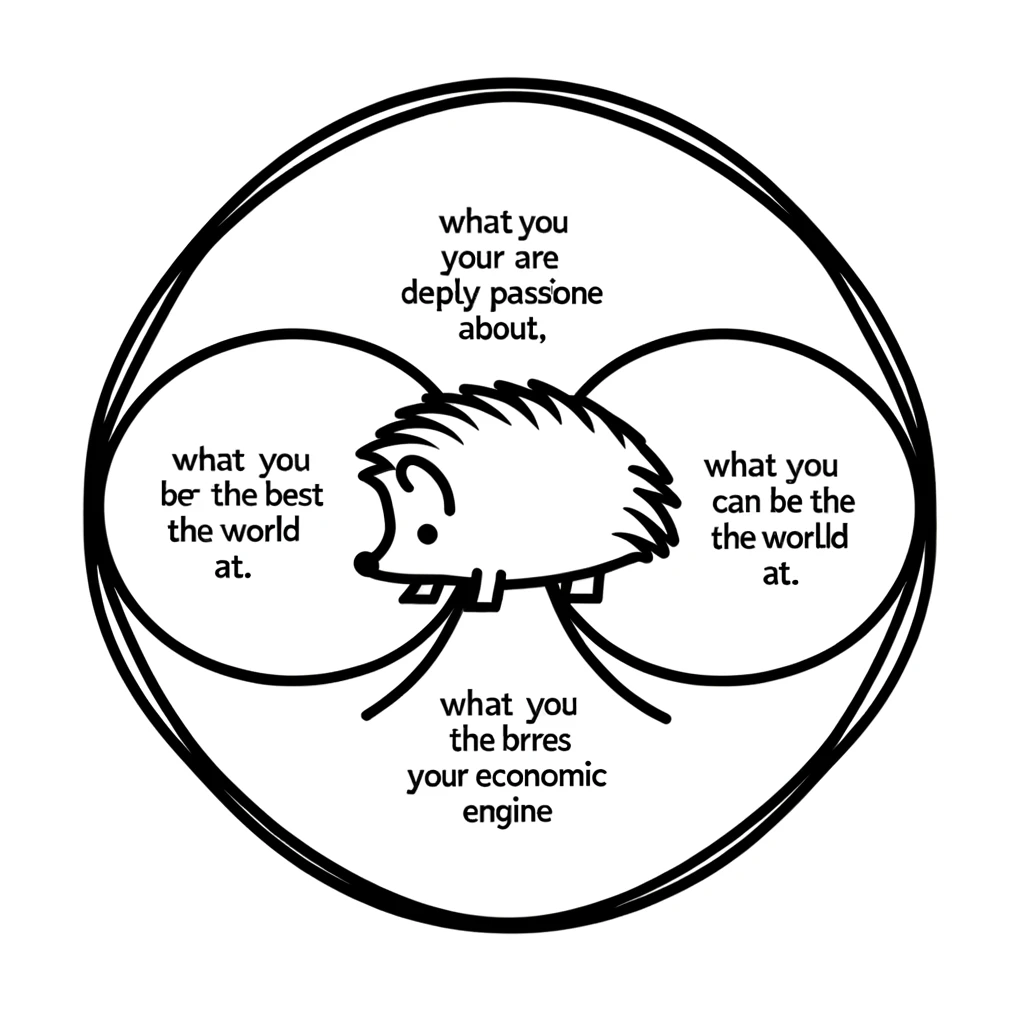 what you
your are
deply passione
about,
what you
ber the best
the world
at.
what you
can be the
the worlld
at.
what you
the brres
your economic
engine